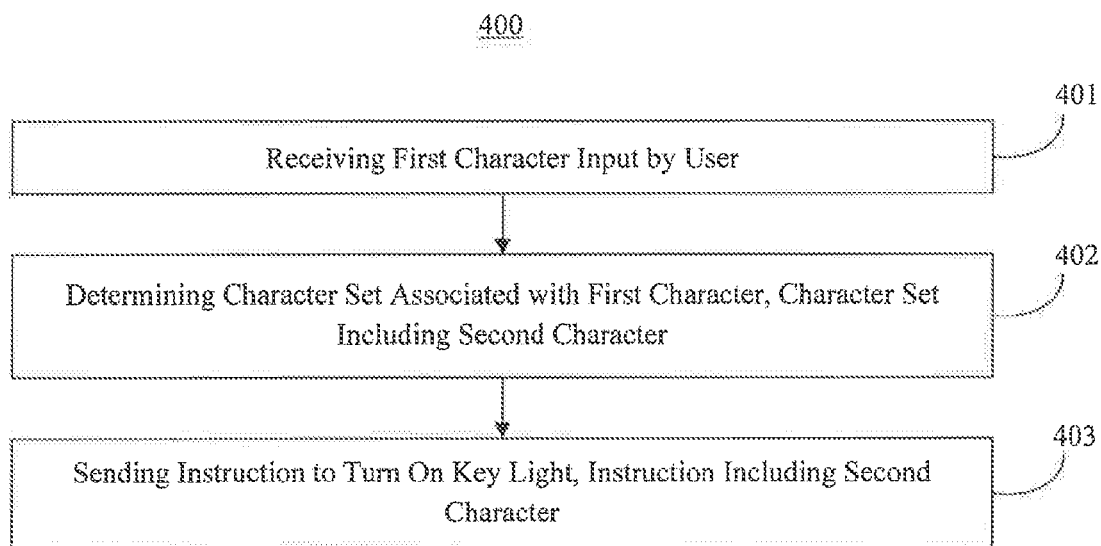 400
401
Receiving First Character Input by User
402
Determining Character Set Associated with First Character, Character Set
Including Second Character
403
Sending Instruction to Turn On Key Light, Instruction Including Second
Character